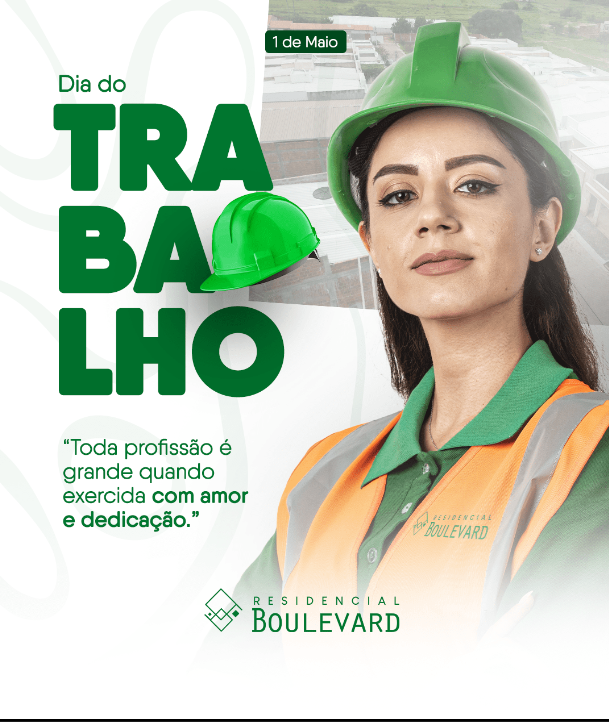 1 de Maio
Dia do
TRA
BA
LHO
“Toda profissão é
grande quando
exercida com amor
e dedicação.”
RESIDENCIAL
BOULEVARD
RESIDENCIAL
BOULEVARD